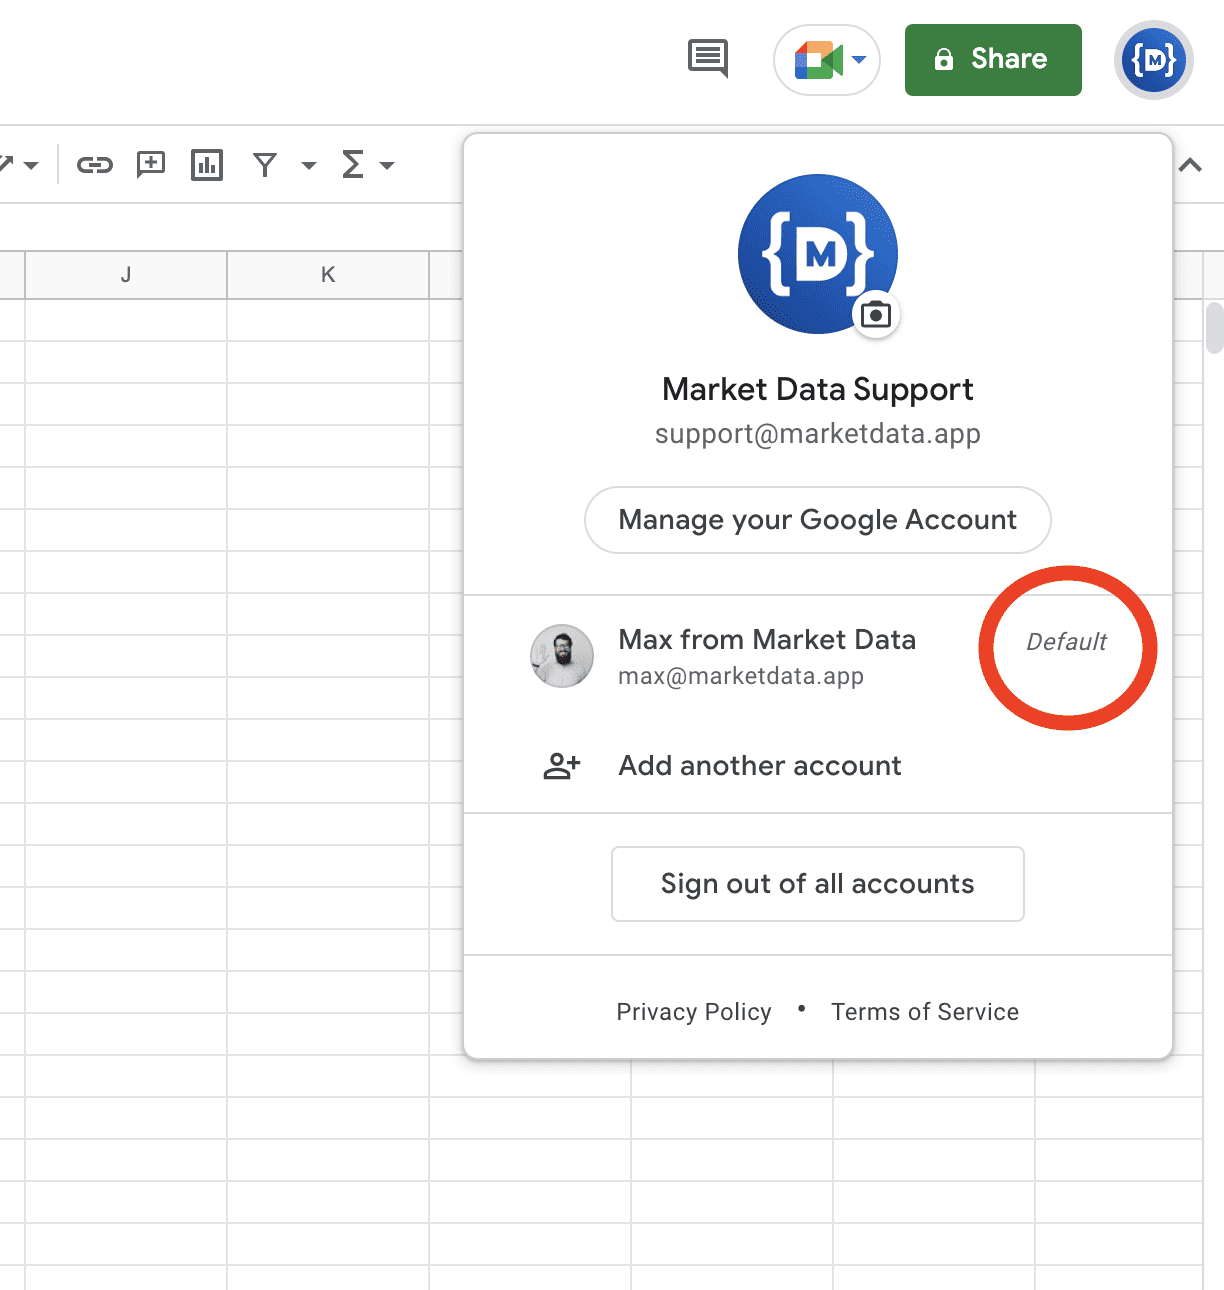 Share
{D M}
J
K
{D M}
Market Data Support
support@marketdata.app
Manage your Google Account
Max from Market Data
Default
max@marketdata.app
Add another account
Sign out of all accounts
Privacy Policy • Terms of Service